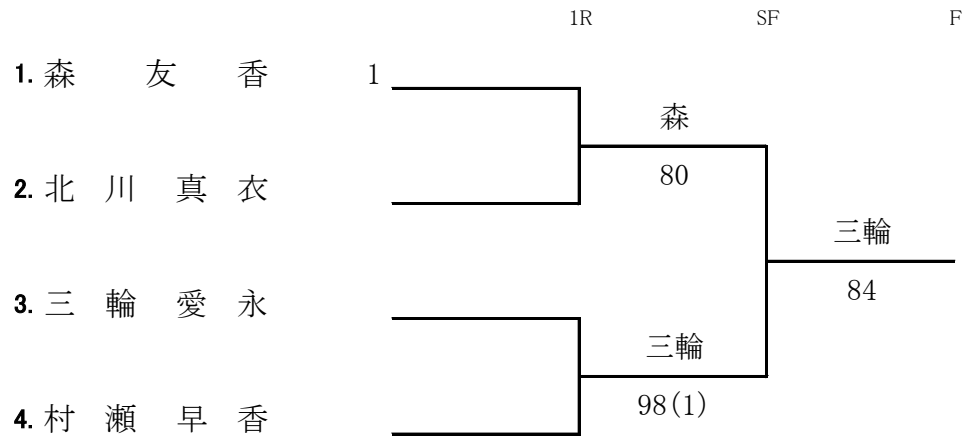 1R SF F
1. 森 友 香 1
森
80
2. 北 川 真 衣
三輪
84
3. 三 輪 愛 永
三輪
98(1)
4. 村 瀬 早 香